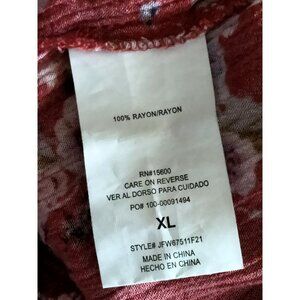 100% RAYON/RAYON
RN#15600
CARE ON REVERSE
VER AL DORSO PARA CUIDADO
PO# 100-00091494
XL
STYLE# JFW67511F21
MADE IN CHINA
HECHO EN CHINA